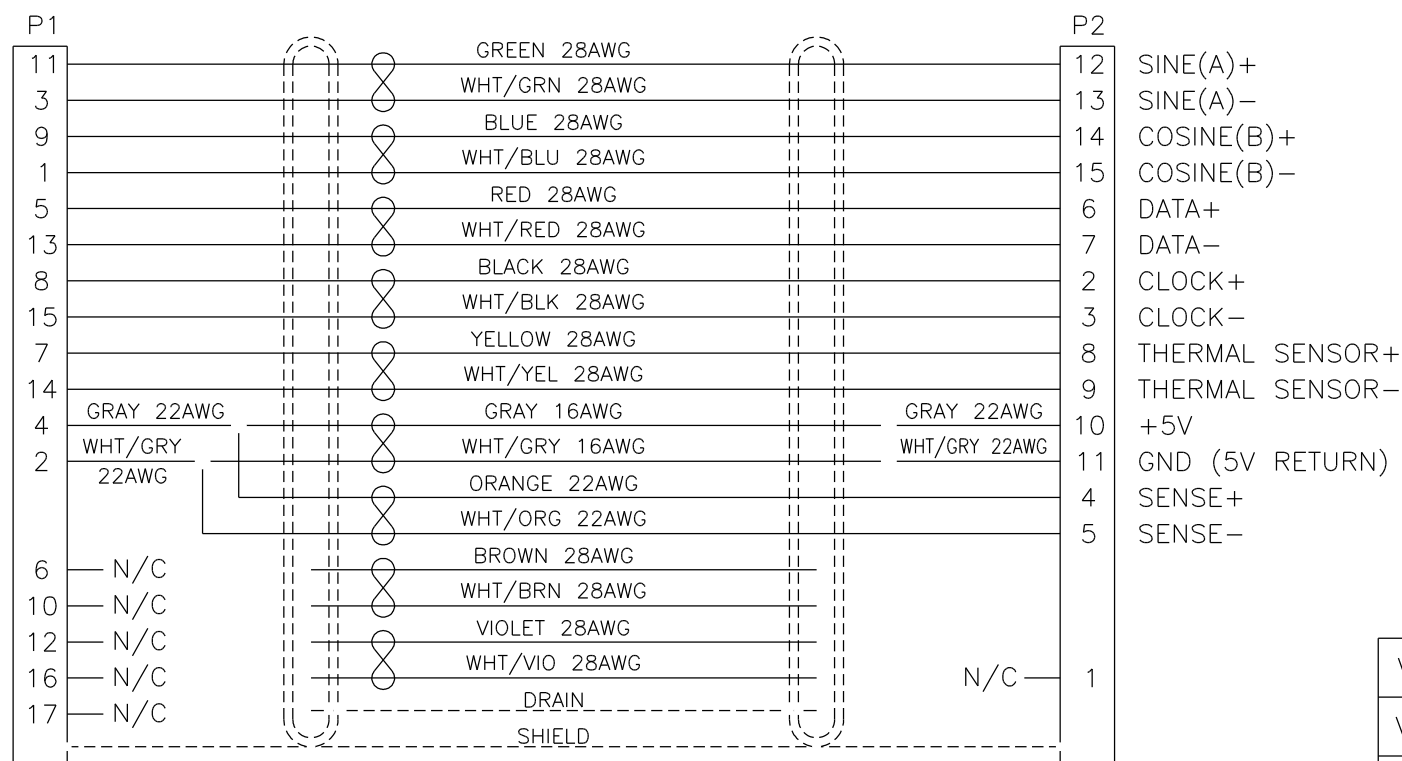 P1 P2
11 GREEN 28AWG 12 SINE(A)+
3 WHT/GRN 28AWG 13 SINE(A)−
9 BLUE 28AWG 14 COSINE(B)+
1 WHT/BLU 28AWG 15 COSINE(B)−
5 RED 28AWG 6 DATA+
13 WHT/RED 28AWG 7 DATA−
8 BLACK 28AWG 2 CLOCK+
15 WHT/BLK 28AWG 3 CLOCK−
7 YELLOW 28AWG 8 THERMAL SENSOR+
14 WHT/YEL 28AWG 9 THERMAL SENSOR−
4 GRAY 22AWG GRAY 16AWG GRAY 22AWG 10 +5V
2 WHT/GRY 22AWG WHT/GRY 16AWG WHT/GRY 22AWG 11 GND (5V RETURN)
ORANGE 22AWG 4 SENSE+
WHT/ORG 22AWG 5 SENSE−
6 N/C BROWN 28AWG
10 N/C WHT/BRN 28AWG
12 N/C VIOLET 28AWG
16 N/C WHT/VIO 28AWG N/C 1
17 N/C DRAIN
SHIELD